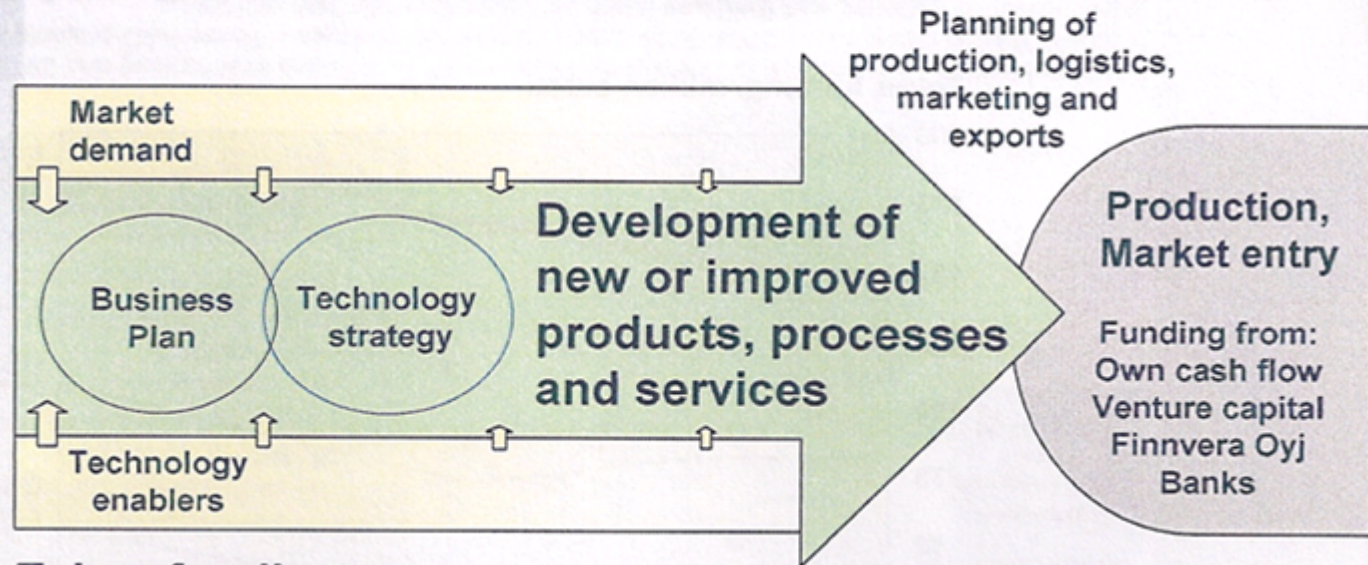 Planning of
production, logistics,
marketing and
exports
Market
demand
Business
Plan
Technology
strategy
Development of
new or improved
products, processes
and services
Technology
enablers
Production,
Market entry
Funding from:
Own cash flow
Venture capital
Finnvera Oyj
Banks